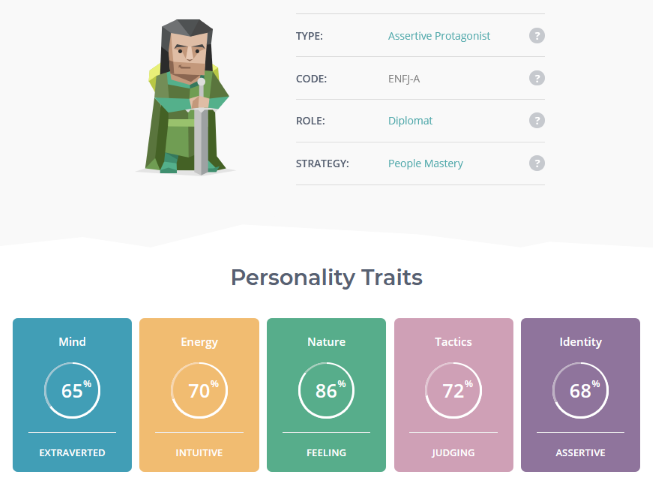 TYPE: Assertive Protagonist ?
CODE: ENFJ-A ?
ROLE: Diplomat ?
STRATEGY: People Mastery ?
Personality Traits
Mind Energy Nature Tactics Identity
65% 70% 86% 72% 68%
EXTRAVERTED INTUITIVE FEELING JUDGING ASSERTIVE